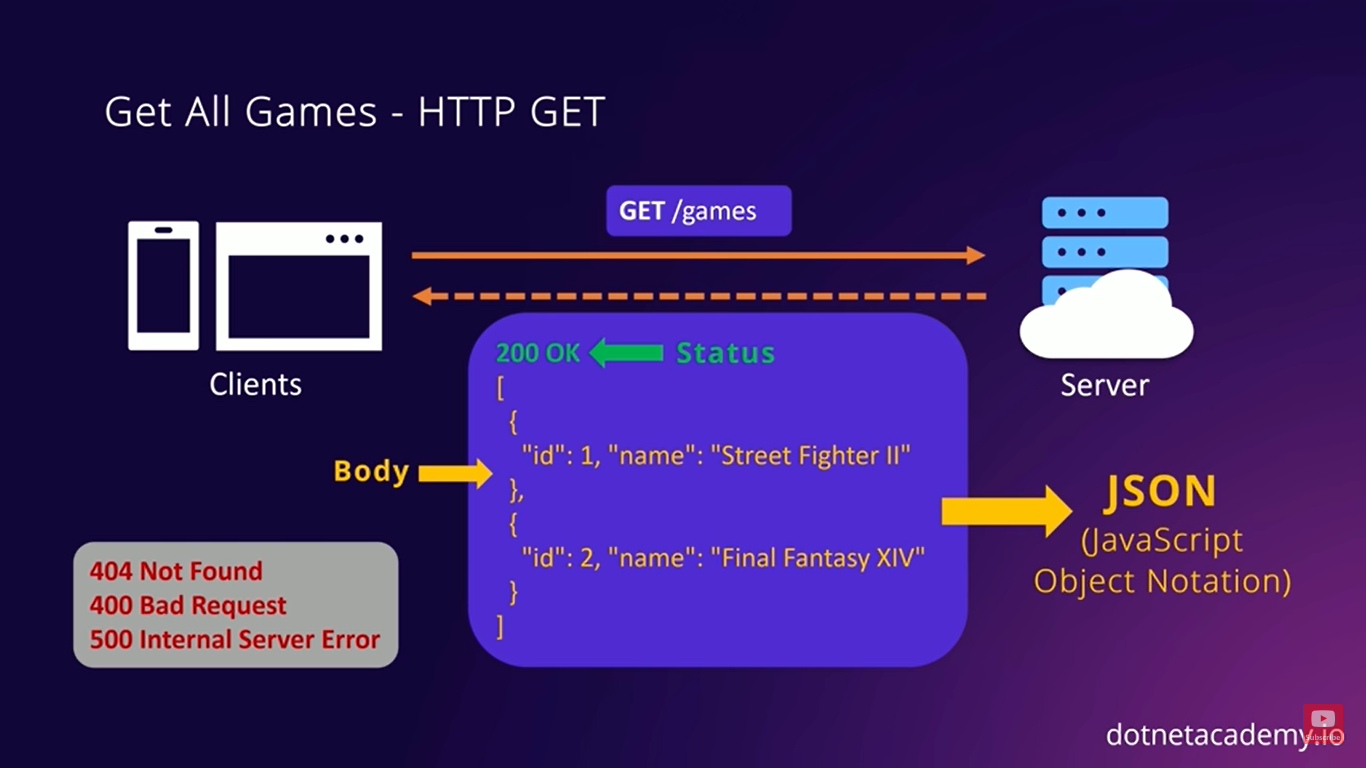 Get All Games - HTTP GET
GET /games
Clients
Server
200 OK
Status
[
{
"id": 1, "name": "Street Fighter II"
},
{
"id": 2, "name": "Final Fantasy XIV"
}
]
Body
JSON
(JavaScript
Object Notation)
404 Not Found
400 Bad Request
500 Internal Server Error
dotnetacademy.io
Subscribe